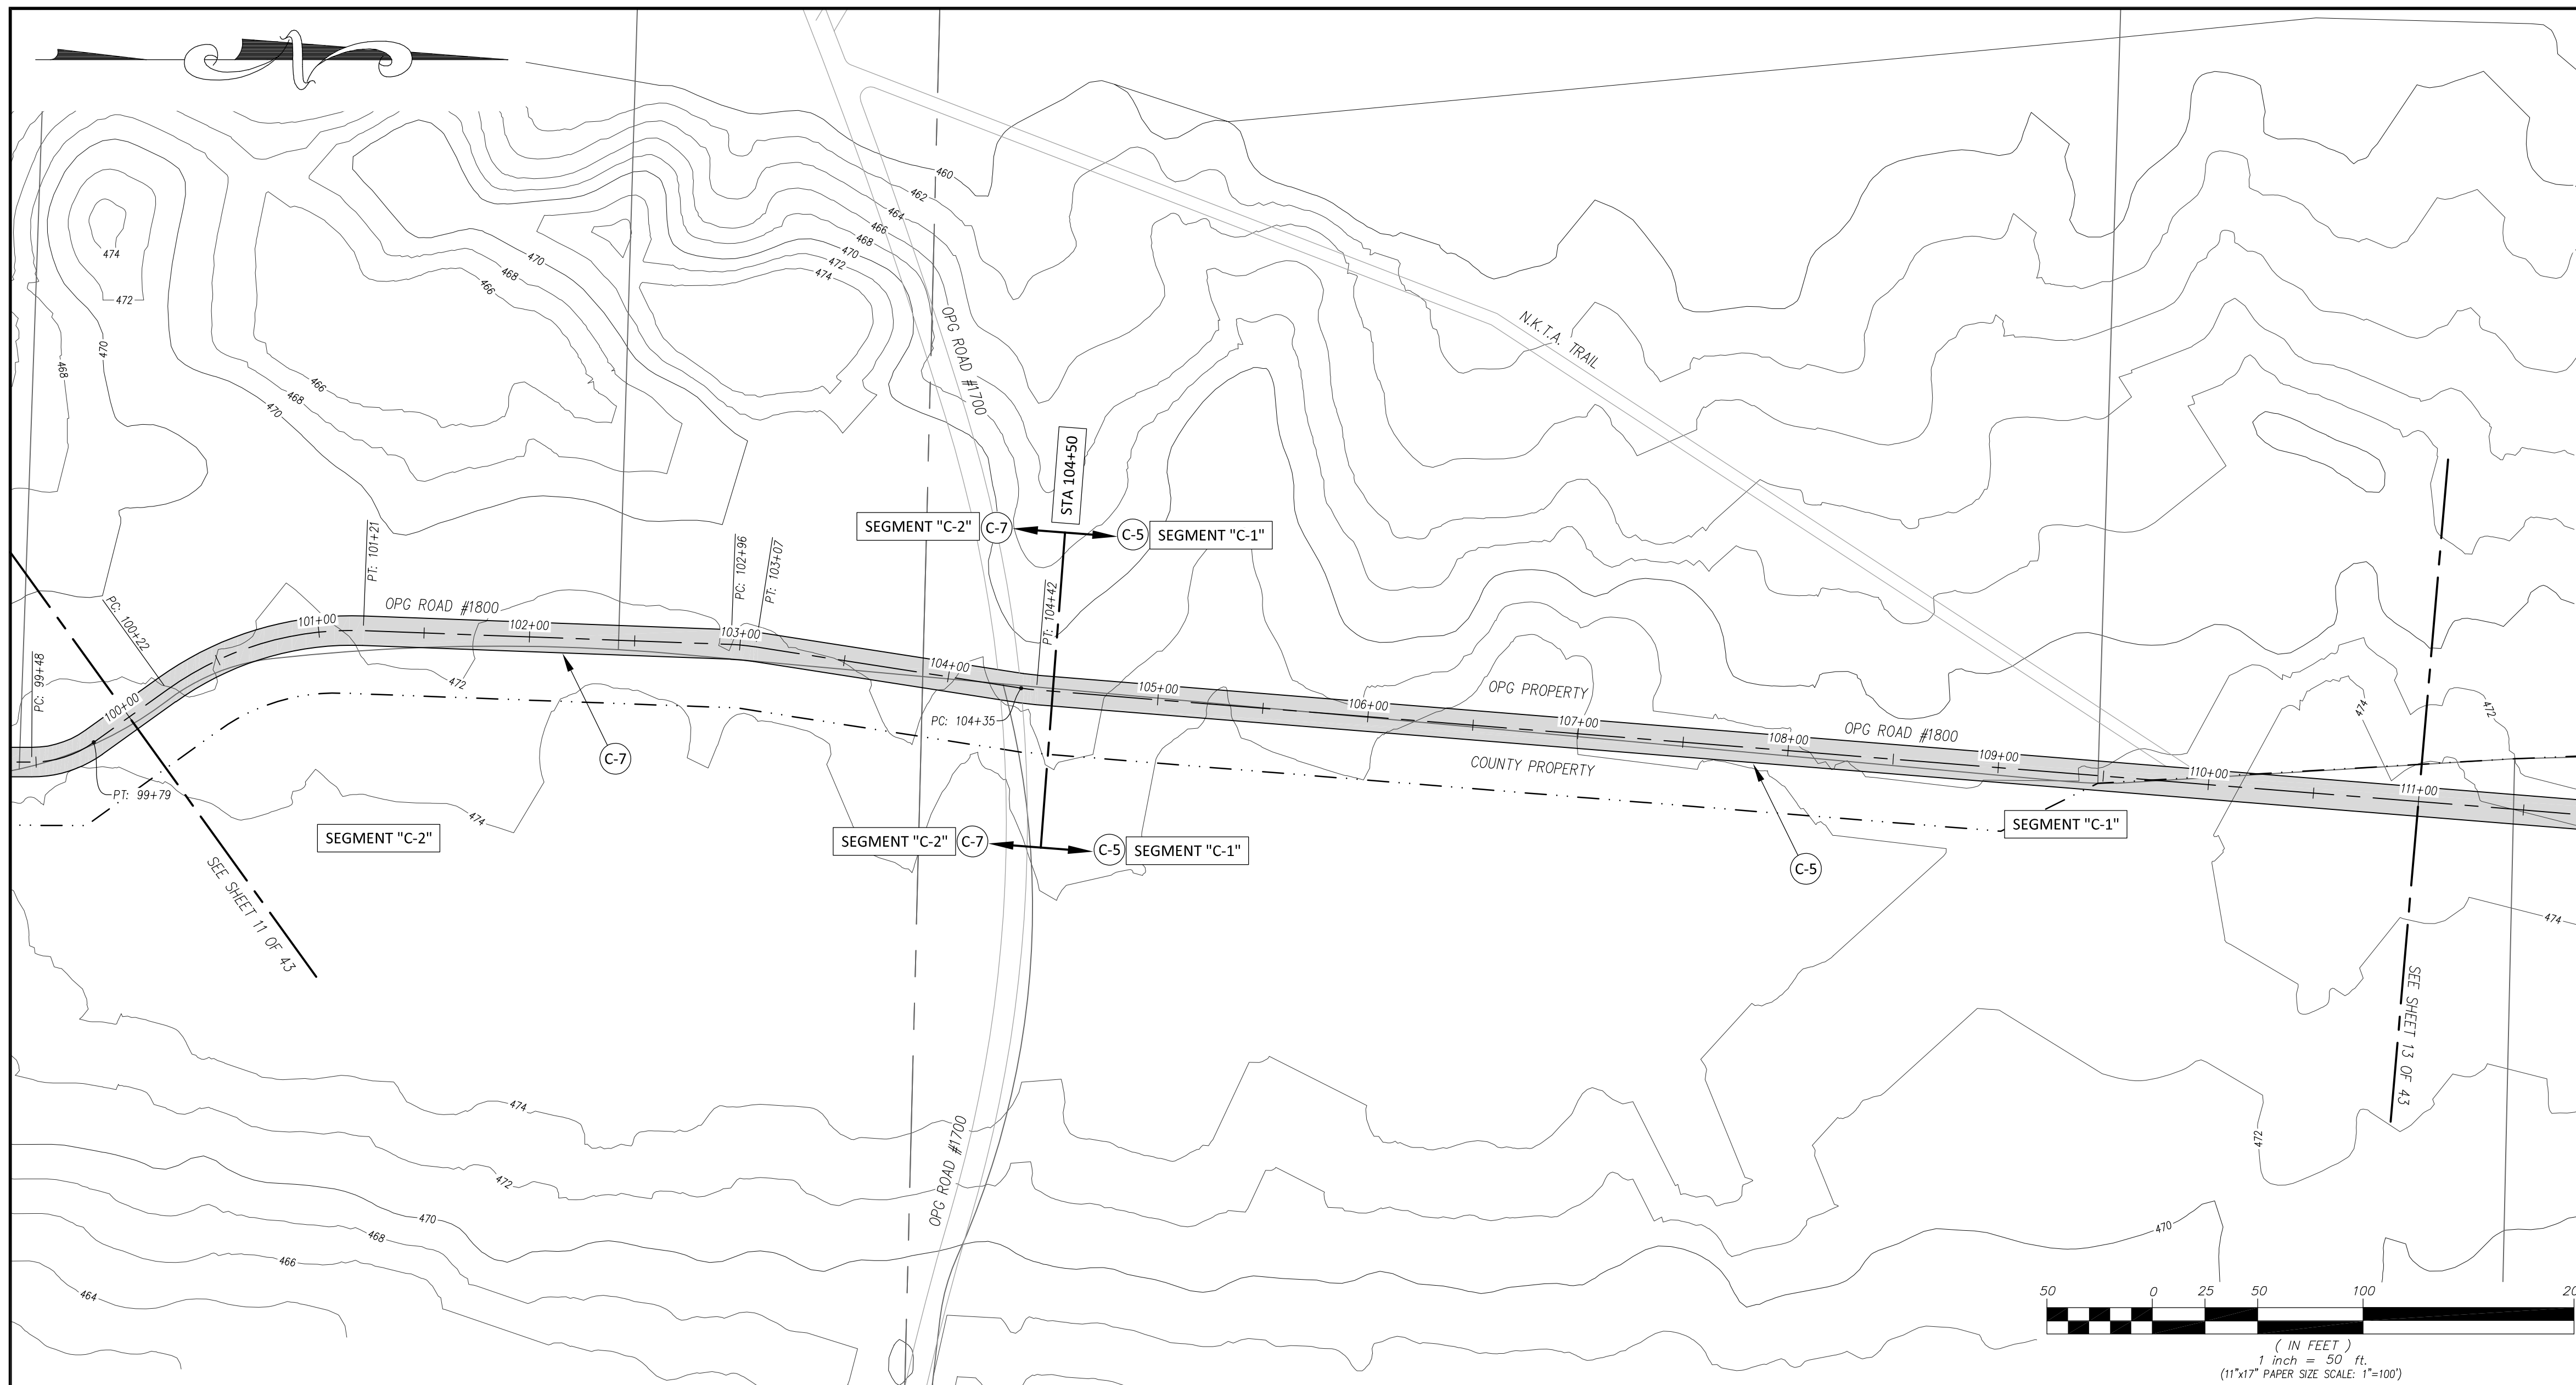 N
460
462
464
466
468
470
472
474
470
468
466
474
472
470
468
466
468
470
OPG ROAD #1700
N.K.T.A. TRAIL
STA 104+50
SEGMENT "C-2"
C-7
C-5
SEGMENT "C-1"
PT: 101+21
PC: 102+96
PT: 103+07
PT: 104+42
PC: 100+22
PC: 99+48
OPG ROAD #1800
100+00
101+00
102+00
103+00
104+00
105+00
106+00
107+00
108+00
109+00
110+00
111+00
472
PC: 104+35
OPG PROPERTY
OPG ROAD #1800
COUNTY PROPERTY
474
472
C-7
PT: 99+79
474
SEGMENT "C-2"
SEGMENT "C-2"
C-7
C-5
SEGMENT "C-1"
SEGMENT "C-1"
C-5
SEE SHEET 11 OF 43
474
SEE SHEET 13 OF 43
474
472
OPG ROAD #1700
472
470
468
466
464
470
50 0 25 50 100 20
( IN FEET )
1 inch = 50 ft.
(11"x17" PAPER SIZE SCALE: 1"=100')